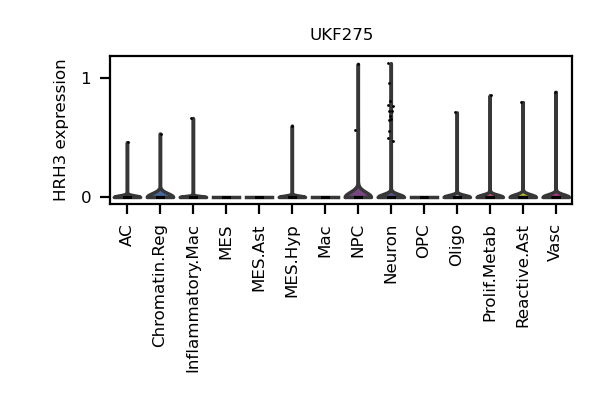 UKF275
HRH3 expression
1
0
AC
Chromatin.Reg
Inflammatory.Mac
MES
MES.Ast
MES.Hyp
Mac
NPC
Neuron
OPC
Oligo
Prolif.Metab
Reactive.Ast
Vasc